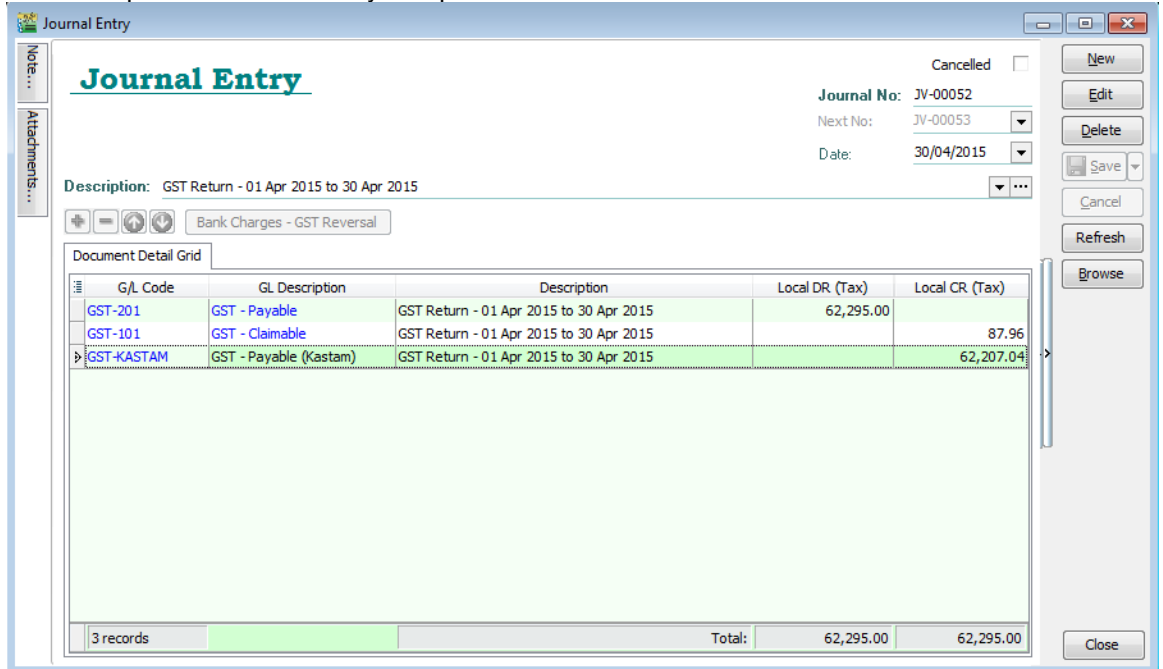 Journal Entry
Note...
Attachments...
Journal Entry
Cancelled
Journal No: JV-00052
Next No: JV-00053
Date: 30/04/2015
Description: GST Return - 01 Apr 2015 to 30 Apr 2015
Bank Charges - GST Reversal
Document Detail Grid
G/L Code GL Description Description Local DR (Tax) Local CR (Tax)
GST-201 GST - Payable GST Return - 01 Apr 2015 to 30 Apr 2015 62,295.00
GST-101 GST - Claimable GST Return - 01 Apr 2015 to 30 Apr 2015 87.96
GST-KASTAM GST - Payable (Kastam) GST Return - 01 Apr 2015 to 30 Apr 2015 62,207.04
3 records Total: 62,295.00 62,295.00
New
Edit
Delete
Save
Cancel
Refresh
Browse
Close